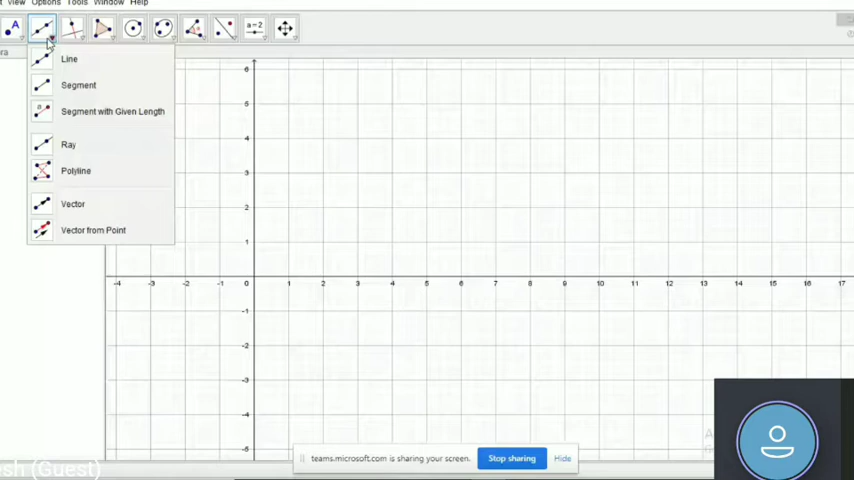 View Options Tools Window Help
A
a=2
Line
Segment
a
Segment with Given Length
Ray
Polyline
Vector
Vector from Point
6
5
4
3
2
1
-4 -3 -2 -1 0 1 2 3 4 5 6 7 8 9 10 11 12 13 14 15 16 17
-1
-2
-3
-4
-5
teams.microsoft.com is sharing your screen. Stop sharing Hide
esh (Guest)